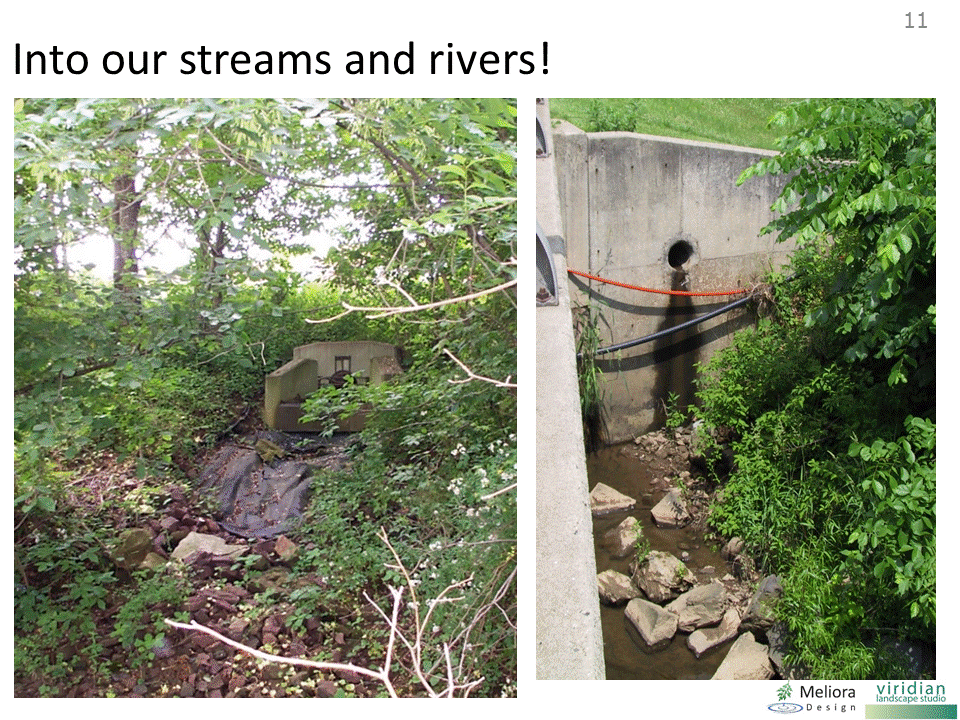 11
Into our streams and rivers!
Meliora
Design
viridian
landscape studio